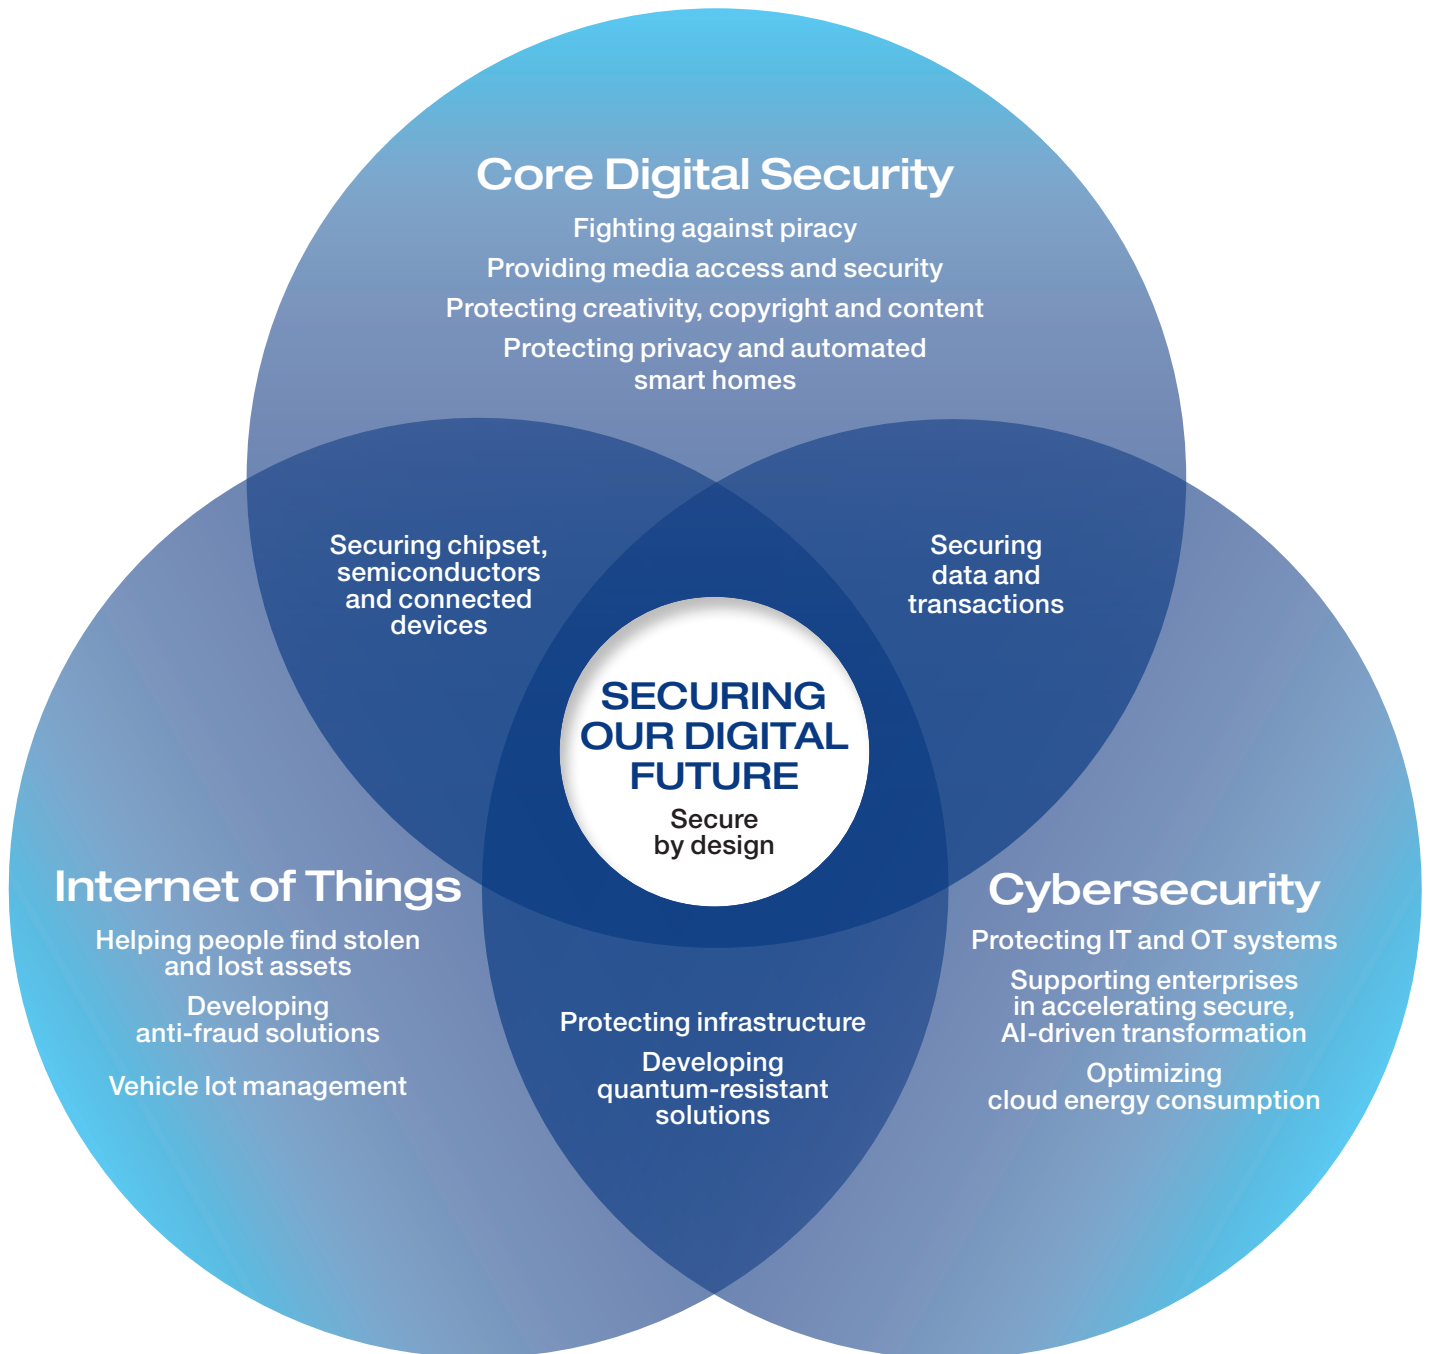 Core Digital Security
Fighting against piracy
Providing media access and security
Protecting creativity, copyright and content
Protecting privacy and automated
smart homes
Securing chipset,
semiconductors
and connected
devices
Securing
data and
transactions
SECURING
OUR DIGITAL
FUTURE
Secure
by design
Internet of Things
Helping people find stolen
and lost assets
Developing
anti-fraud solutions
Vehicle lot management
Protecting infrastructure
Developing
quantum-resistant
solutions
Cybersecurity
Protecting IT and OT systems
Supporting enterprises
in accelerating secure,
AI-driven transformation
Optimizing
cloud energy consumption